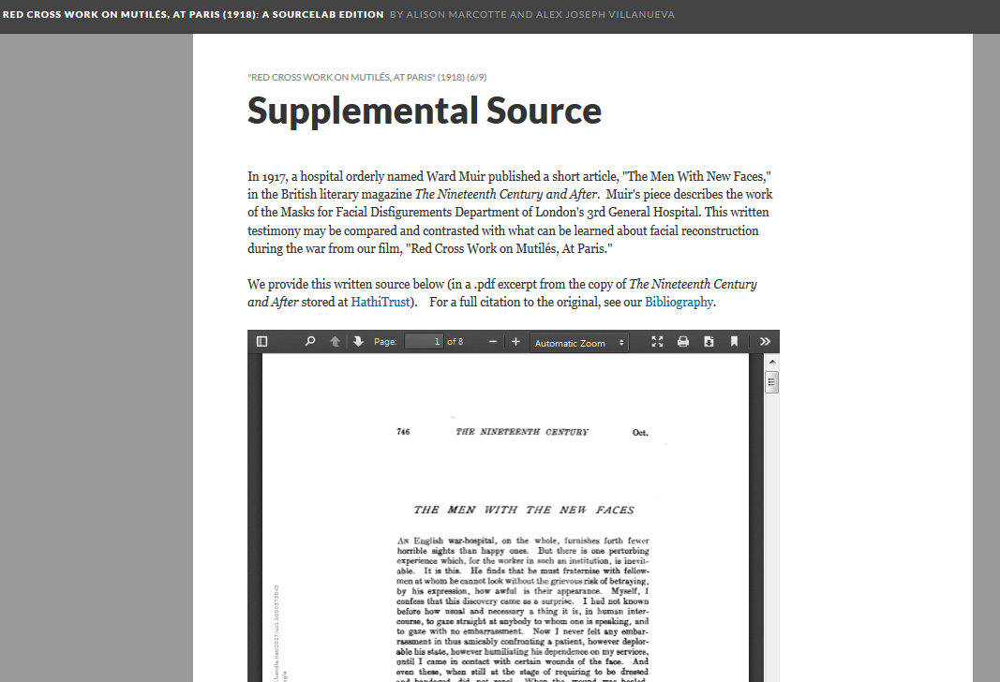 RED CROSS WORK ON MUTILÉS, AT PARIS (1918): A SOURCELAB EDITION BY ALISON MARCOTTE AND ALEX JOSEPH VILLANUEVA
"RED CROSS WORK ON MUTILÉS, AT PARIS" (1918) (6/9)
Supplemental Source
In 1917, a hospital orderly named Ward Muir published a short article, "The Men With New Faces,"
in the British literary magazine The Nineteenth Century and After. Muir's piece describes the work
of the Masks for Facial Disfigurements Department of London's 3rd General Hospital. This written
testimony may be compared and contrasted with what can be learned about facial reconstruction
during the war from our film, "Red Cross Work on Mutilés, At Paris."
We provide this written source below (in a .pdf excerpt from the copy of The Nineteenth Century
and After stored at HathiTrust). For a full citation to the original, see our Bibliography.
Page: 1 of 8 Automatic Zoom
746 THE NINETEENTH CENTURY Oct.
THE MEN WITH THE NEW FACES
AN English war-hospital, on the whole, furnishes forth fewer
horrible sights than happy ones. But there is one perturbing
experience which, for the worker in such an institution, is inevit-
able. It is this. He finds that he must fraternise with fellow-
men at whom he cannot look without the grievous risk of betraying,
by his expression, how awful is their appearance. Myself, I
confess that this discovery came as a surprise. I had not known
before how usual and necessary a thing it is, in human inter-
course, to gaze straight at anybody to whom one is speaking, and
to gaze with no embarrassment. Now I never felt any embar-
rassment in thus amicably confronting a patient, however deplor-
able his state, however humiliating his dependence on my services,
until I came in contact with certain wounds of the face. And
even these, when still at the stage of requiring to be dressed
and bandaged, did not repel. When the wound was healed,